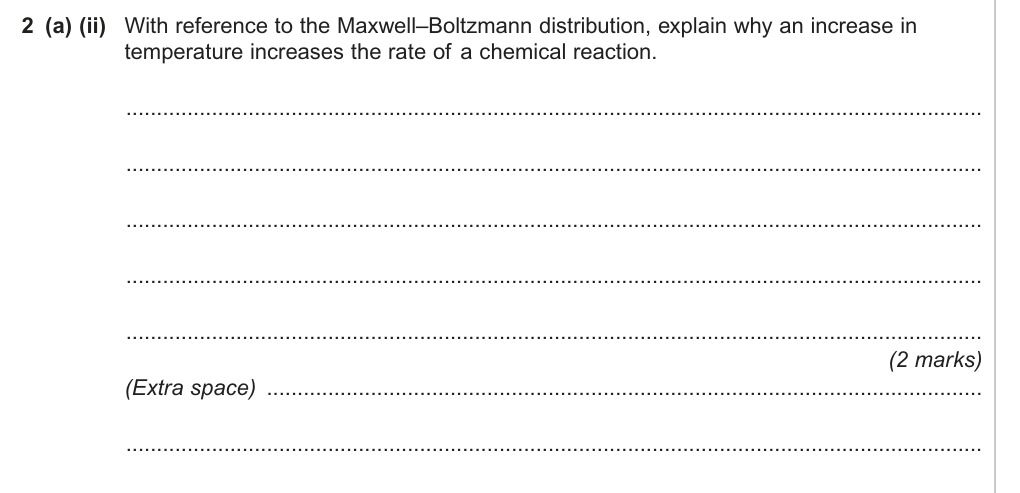 2 (a) (ii) With reference to the Maxwell–Boltzmann distribution, explain why an increase in
temperature increases the rate of a chemical reaction.
(2 marks)
(Extra space)